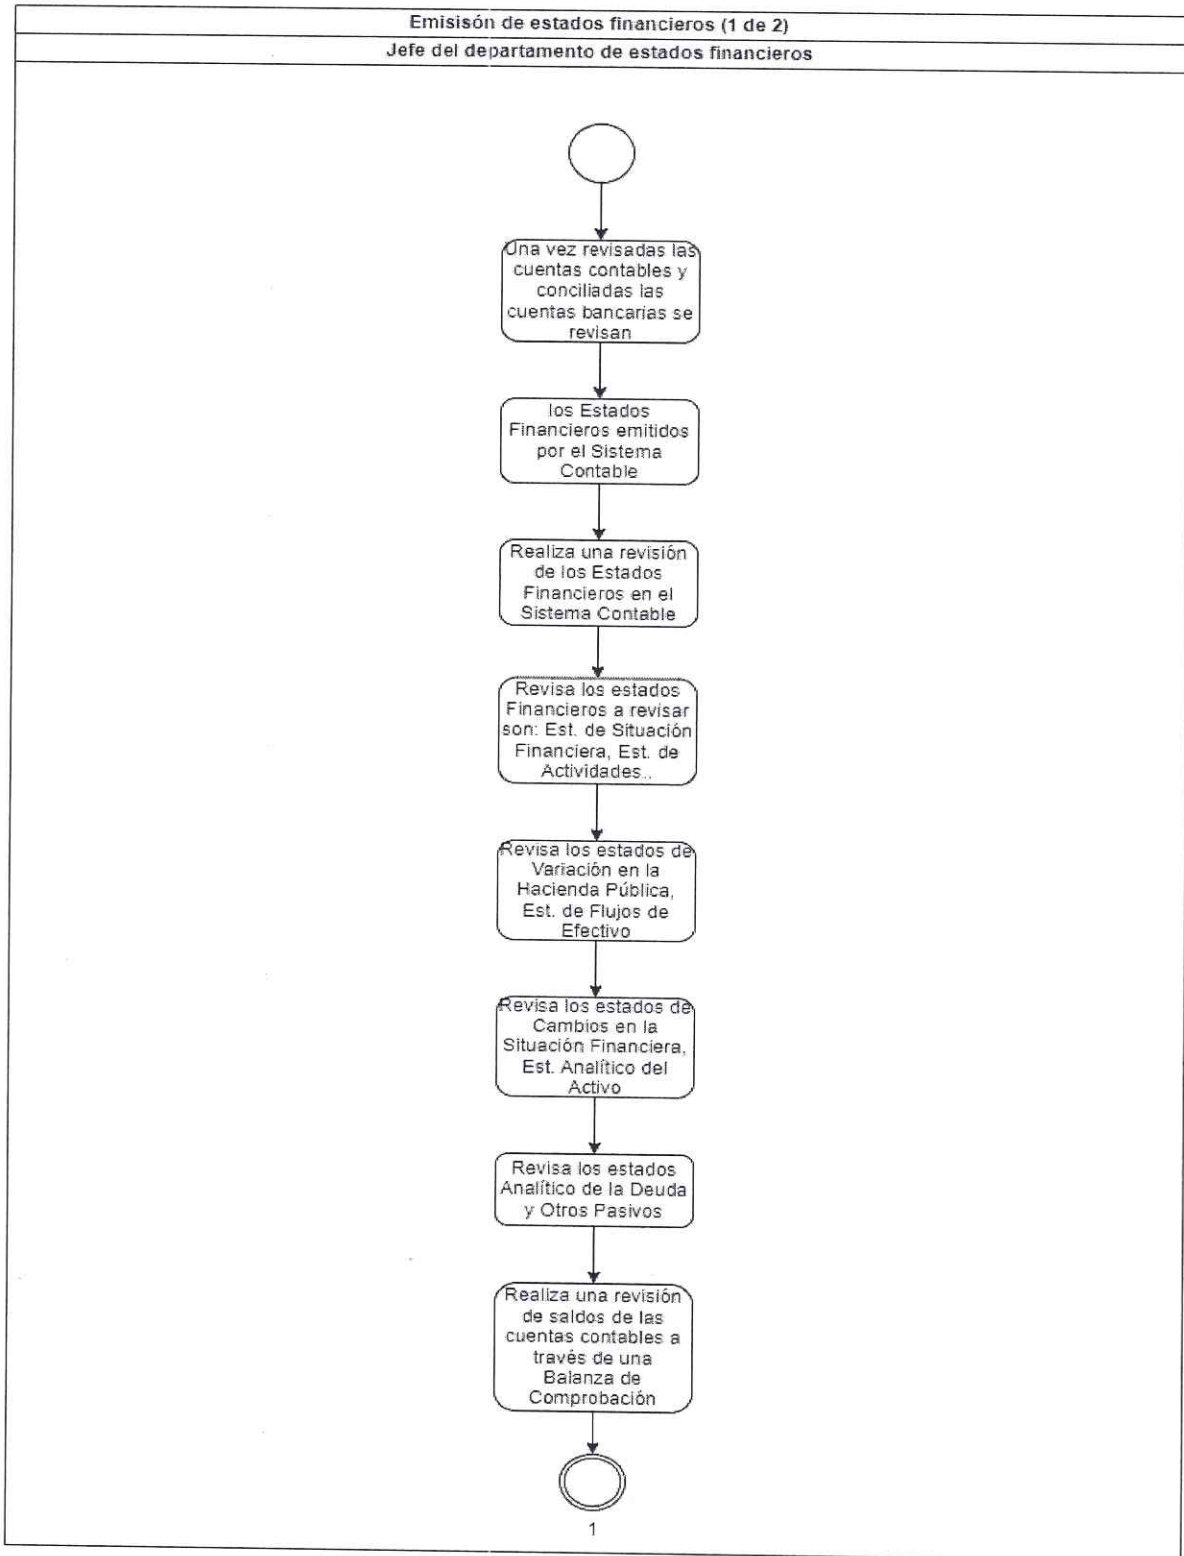 Emisisón de estados financieros (1 de 2)
Jefe del departamento de estados financieros
Una vez revisadas las
cuentas contables y
conciliadas las
cuentas bancarias se
revisan
los Estados
Financieros emitidos
por el Sistema
Contable
Realiza una revisión
de los Estados
Financieros en el
Sistema Contable
Revisa los estados
Financieros a revisar
son: Est. de Situación
Financiera, Est. de
Actividades..
Revisa los estados de
Variación en la
Hacienda Pública,
Est. de Flujos de
Efectivo
Revisa los estados de
Cambios en la
Situación Financiera,
Est. Analítico del
Activo
Revisa los estados
Analítico de la Deuda
y Otros Pasivos
Realiza una revisión
de saldos de las
cuentas contables a
través de una
Balanza de
Comprobación
1